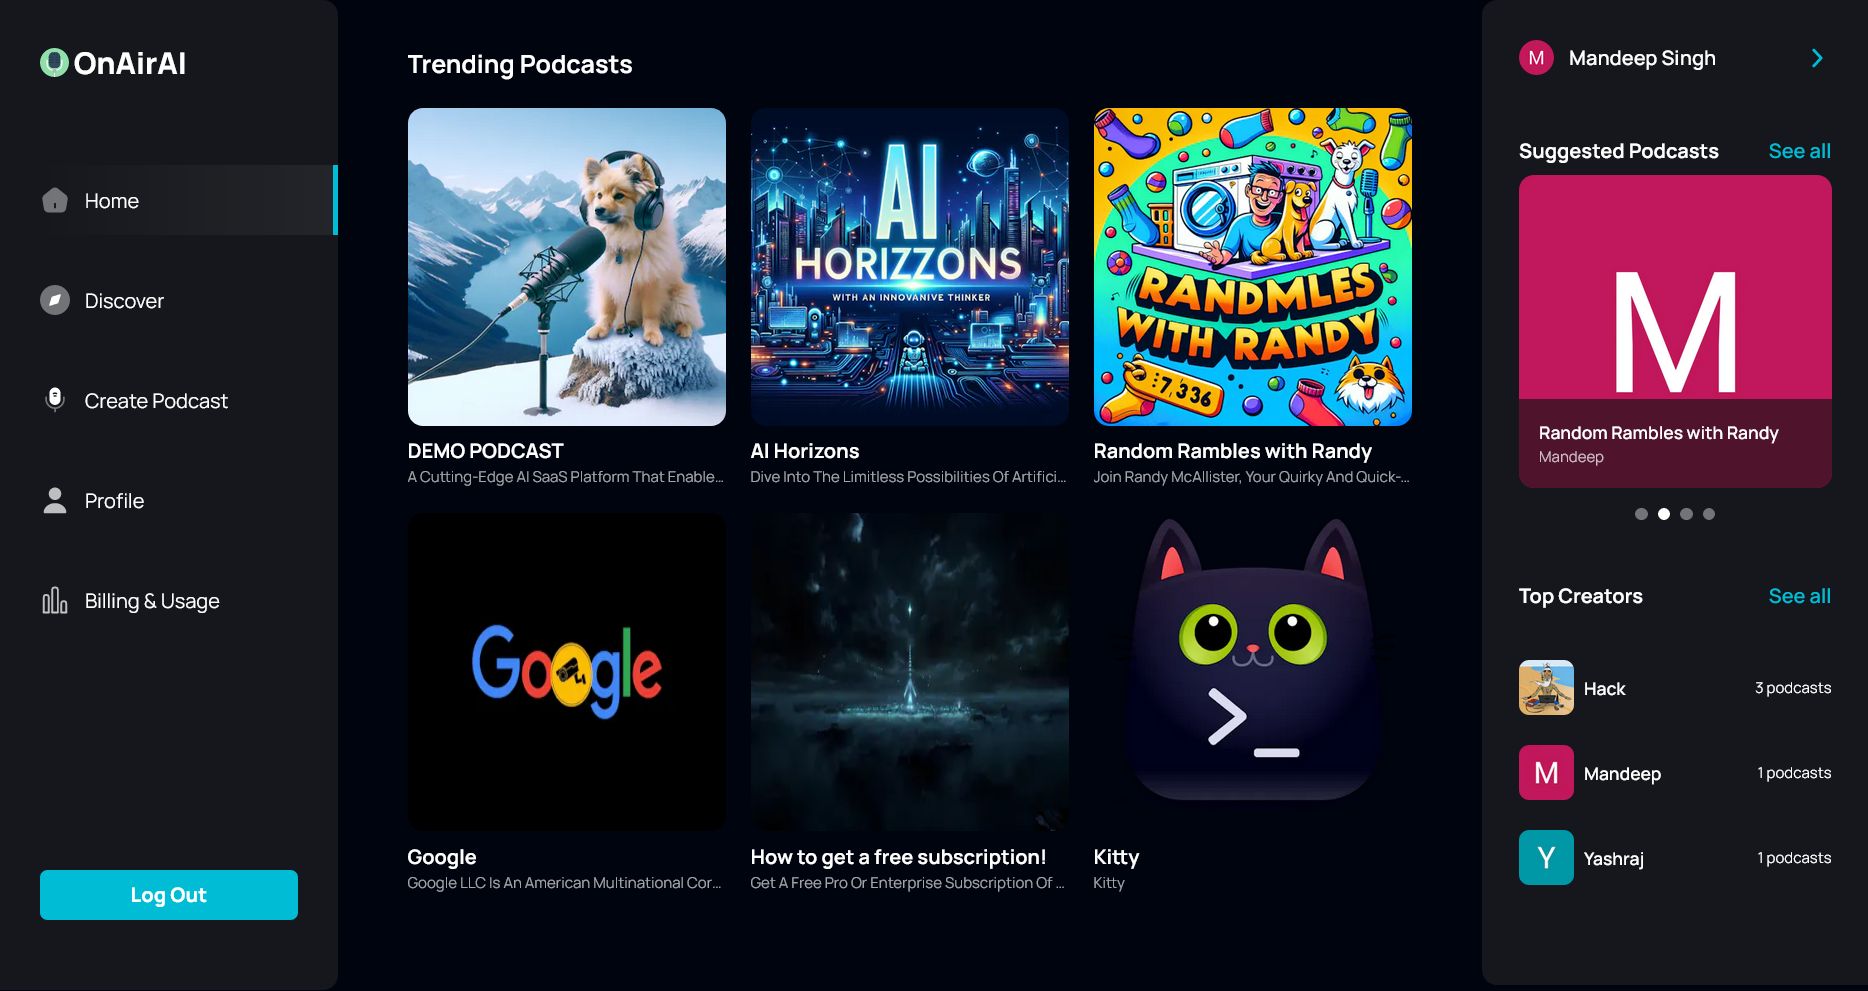 OnAirAI
Home
Discover
Create Podcast
Profile
Billing & Usage
Log Out
Trending Podcasts
AI
HORIZZONS
WITH AN INNOVANIVE THINKER
RANDMLES
WITH RANDY
7,336
DEMO PODCAST
A Cutting-Edge AI SaaS Platform That Enable...
AI Horizons
Dive Into The Limitless Possibilities Of Artifici...
Random Rambles with Randy
Join Randy McAllister, Your Quirky And Quick-...
Google
>_
Google
Google LLC Is An American Multinational Cor...
How to get a free subscription!
Get A Free Pro Or Enterprise Subscription Of ...
Kitty
Kitty
M
Mandeep Singh
Suggested Podcasts
See all
M
Random Rambles with Randy
Mandeep
Top Creators
See all
Hack
3 podcasts
M
Mandeep
1 podcasts
Y
Yashraj
1 podcasts